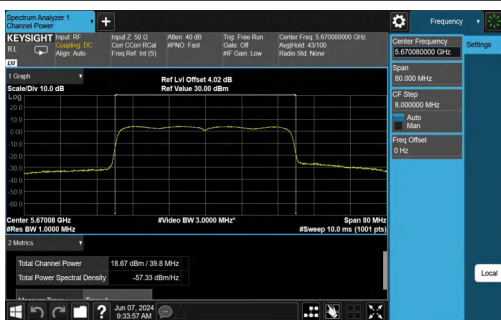 Spectrum Analyzer 1
Channel Power
Frequency
KEYSIGHT Input: RF Input Z: 50 Ω Atten: 40 dB Trig: Free Run Center Freq: 5.670080000 GHz
RL Coupling: DC Corr CCorr RCal #PNO: Fast Gate: Off Avg|Hold: 43/100
Align: Auto Freq Ref: Int (S) #IF Gain: Low Radio Std: None
LXI
Center Frequency
5.670080000 GHz
Settings
Span
80.000 MHz
CF Step
8.000000 MHz
Auto
Man
Freq Offset
0 Hz
Local
1 Graph
Ref Lvl Offset 4.02 dB
Scale/Div 10.0 dB Ref Value 30.00 dBm
Log
20.0
10.0
0.00
-10.0
-20.0
-30.0
-40.0
-50.0
-60.0
Center 5.67008 GHz #Video BW 3.0000 MHz* Span 80 MHz
#Res BW 1.0000 MHz #Sweep 10.0 ms (1001 pts)
2 Metrics
Total Channel Power 18.67 dBm / 39.8 MHz
Total Power Spectral Density -57.33 dBm/Hz
Jun 07, 2024
9:33:57 AM